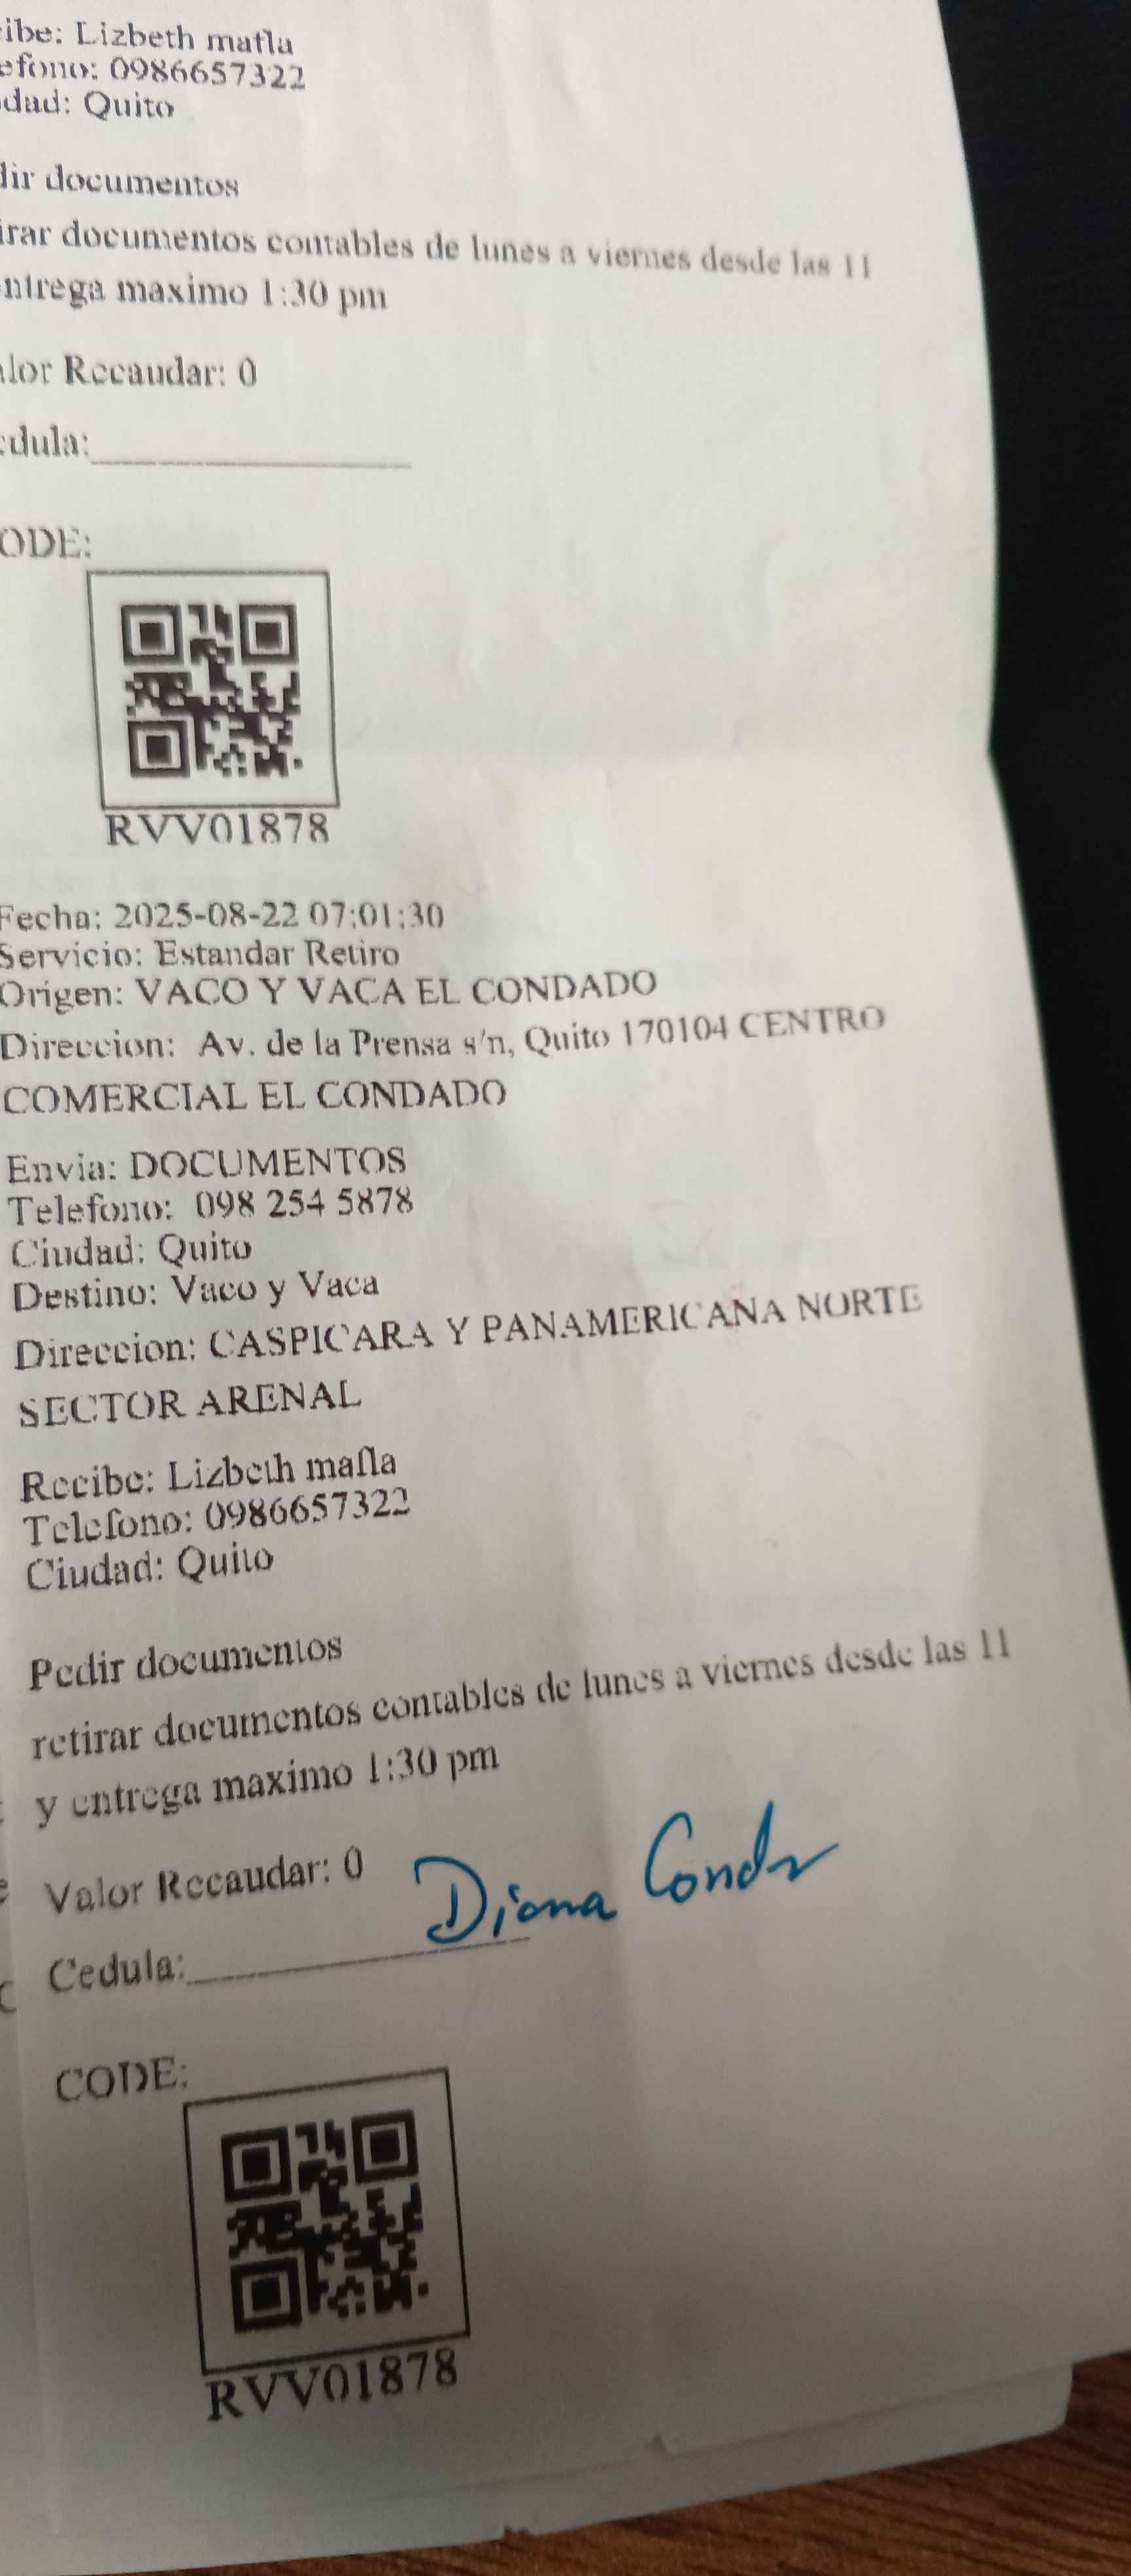 ibe: Lizbeth mafla
efono: 0986657322
dad: Quito
dir documentos
irar documentos contables de lunes a viernes desde las 11
ntrega maximo 1:30 pm
alor Recaudar: 0
edula:
ODE:
RVV01878
Fecha: 2025-08-22 07:01:30
Servicio: Estandar Retiro
Origen: VACO Y VACA EL CONDADO
Direccion: Av. de la Prensa s/n, Quito 170104 CENTRO
COMERCIAL EL CONDADO
Envia: DOCUMENTOS
Telefono: 098 254 5878
Ciudad: Quito
Destino: Vaco y Vaca
Direccion: CASPICARA Y PANAMERICANA NORTE
SECTOR ARENAL
Recibe: Lizbeth mafla
Telefono: 0986657322
Ciudad: Quito
Pedir documentos
retirar documentos contables de lunes a viernes desde las 11
y entrega maximo 1:30 pm
Valor Recaudar: 0
Diana
Cedula:
CODE:
RVV01878